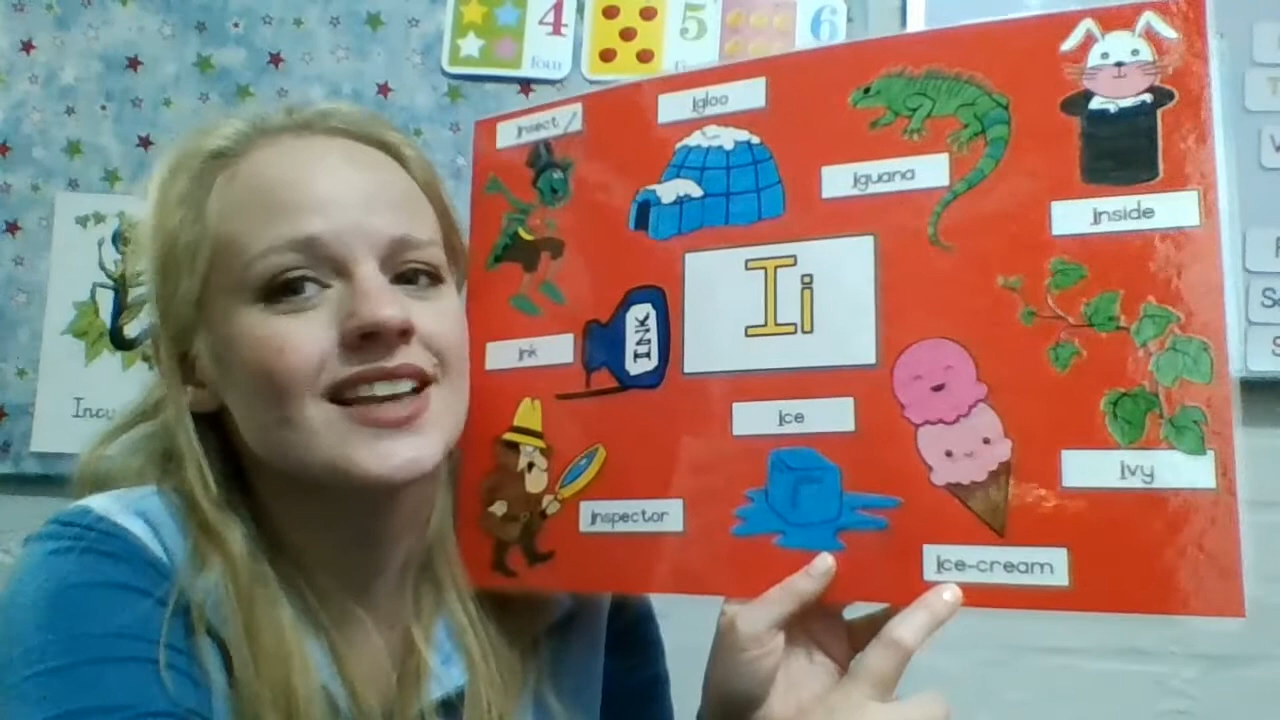 4
four
5
6
Insect /
Igloo
Iguana
Inside
Ii
Ink
INK
Ice
Ivy
Inspector
Ice-cream